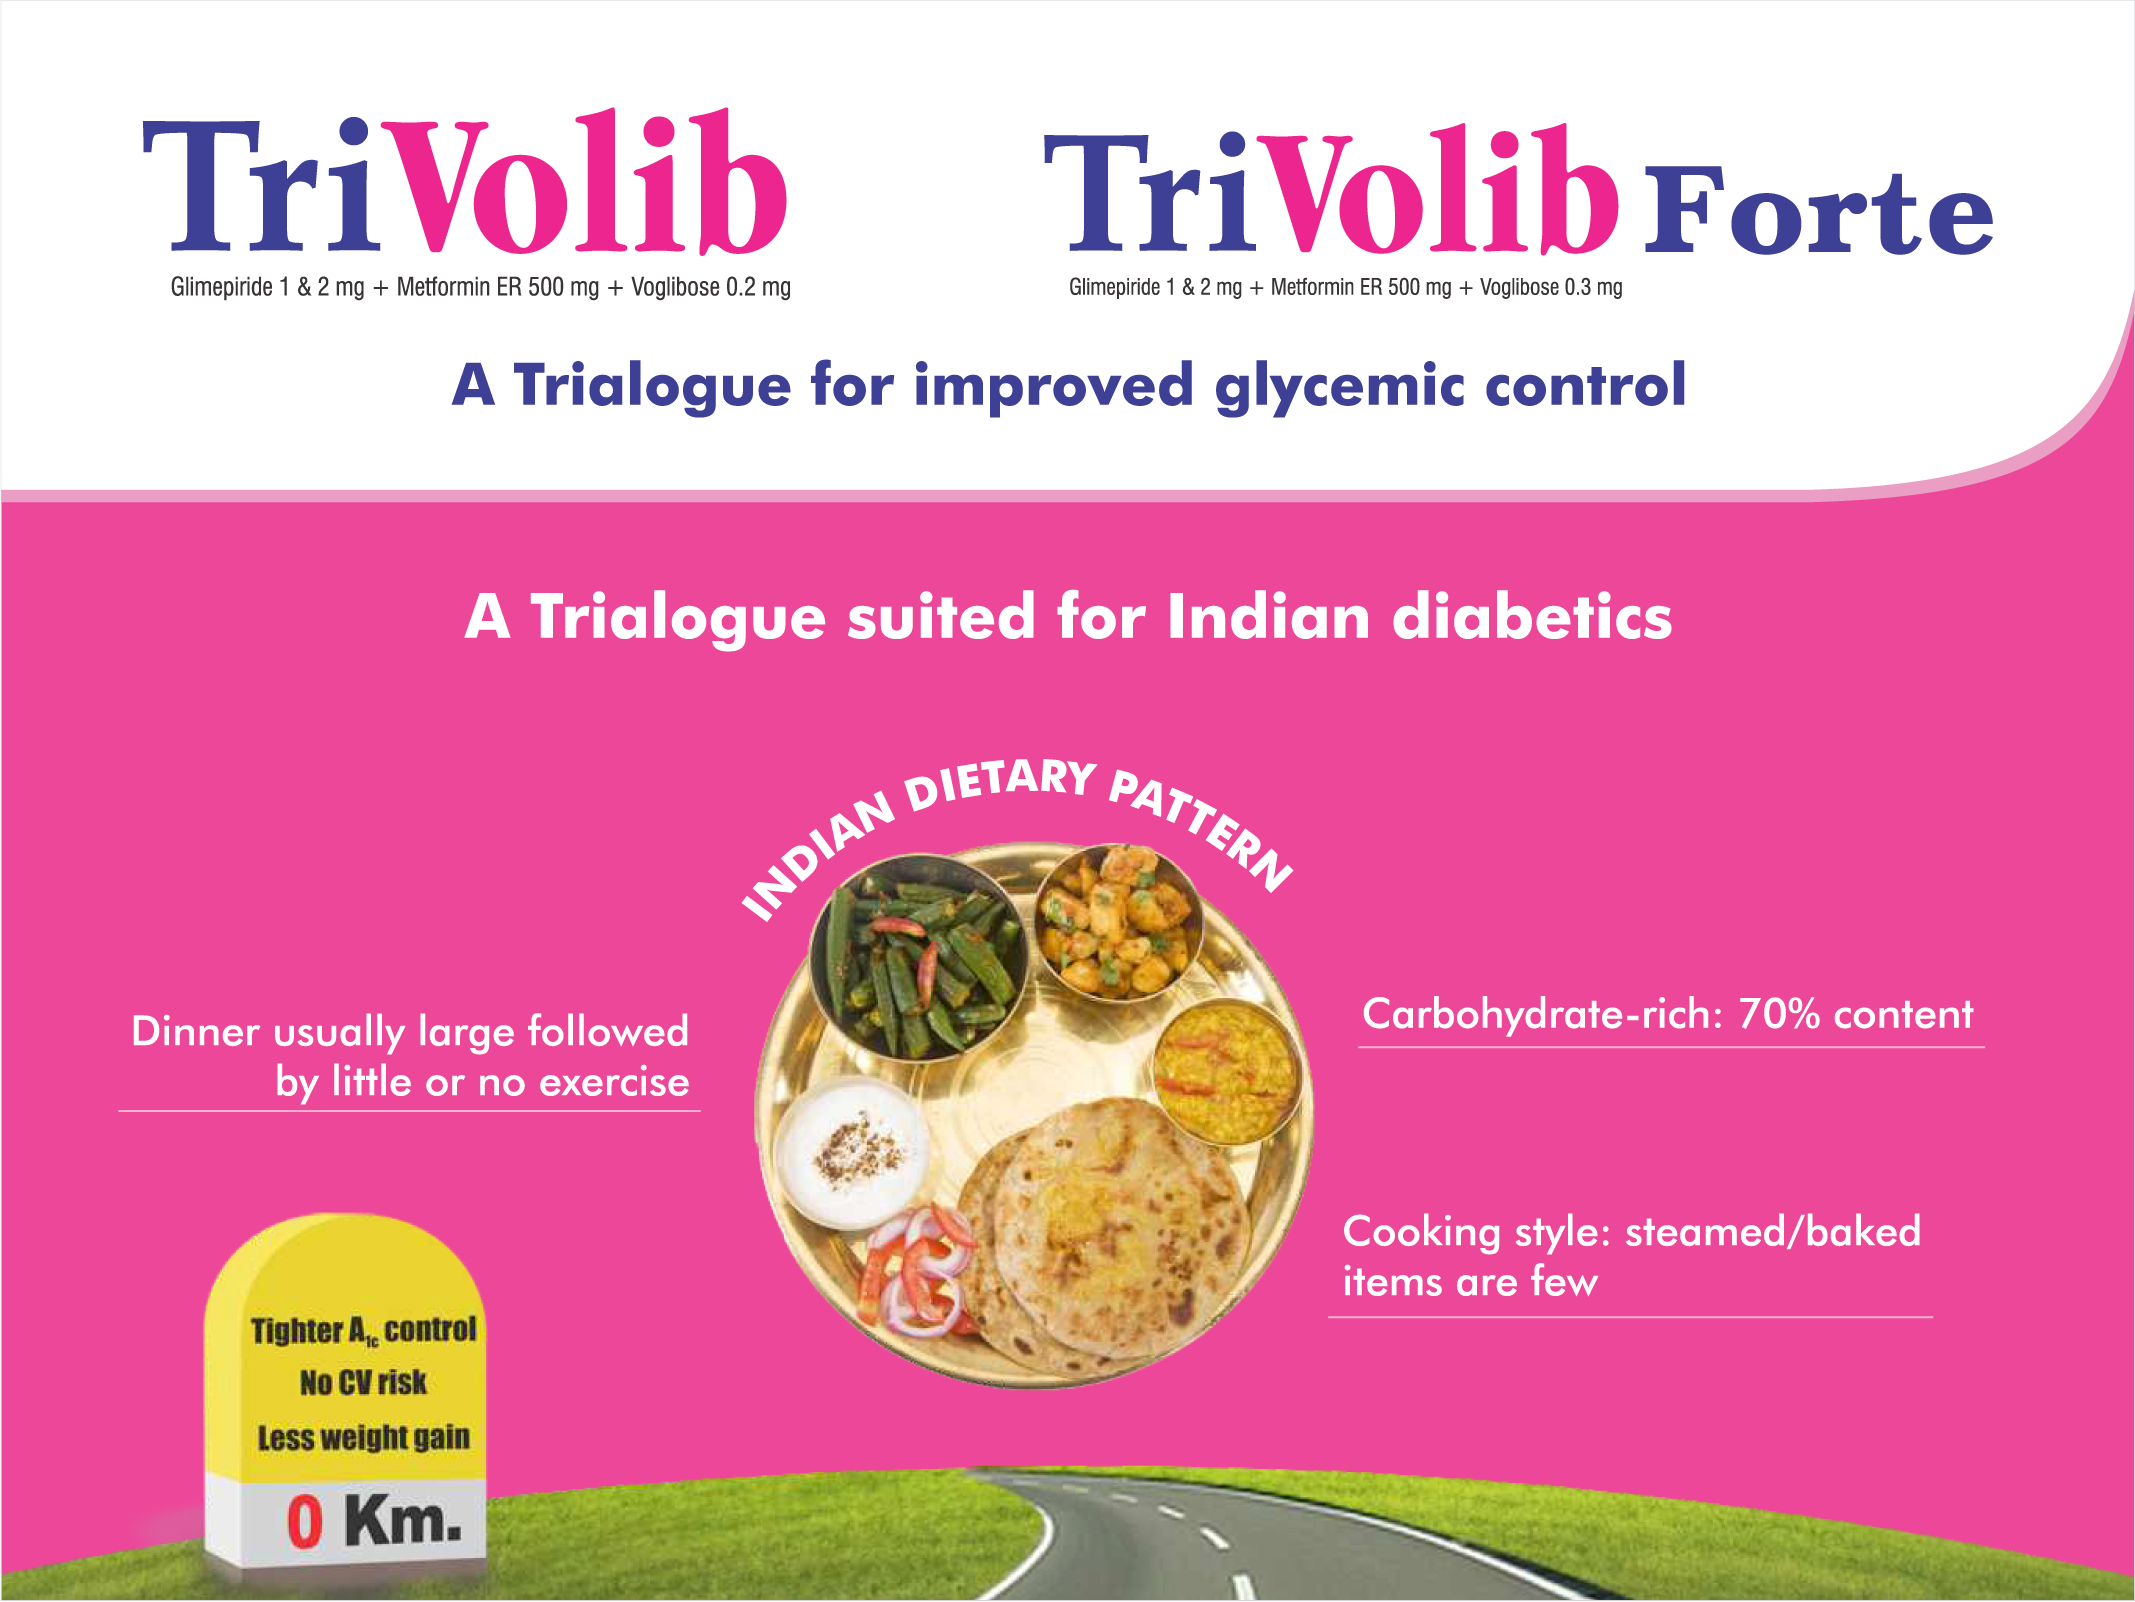 TriVolib
Glimepiride 1 & 2 mg + Metformin ER 500 mg + Voglibose 0.2 mg
TriVolib Forte
Glimepiride 1 & 2 mg + Metformin ER 500 mg + Voglibose 0.3 mg
A Trialogue for improved glycemic control
A Trialogue suited for Indian diabetics
INDIAN DIETARY PATTERN
Dinner usually large followed
by little or no exercise
Carbohydrate-rich: 70% content
Cooking style: steamed/baked
items are few
Tighter A1c control
No CV risk
Less weight gain
0 Km.